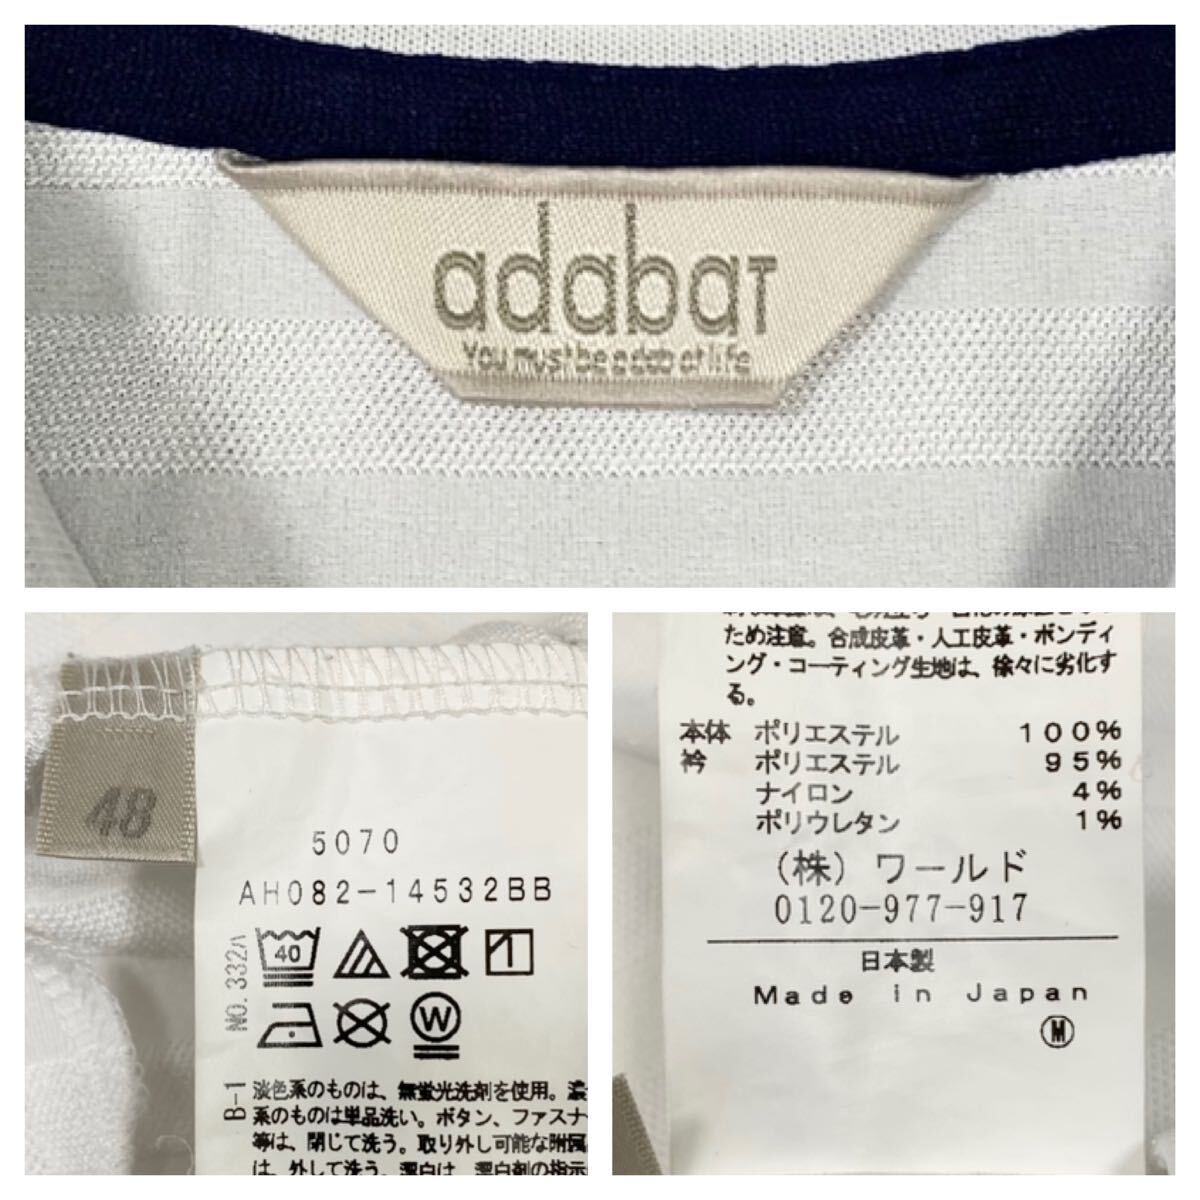 adabat
You must be adabat life
48
5070
AH082-14532BB
40
1
W
NO.332A
B-1
淡色系のものは、無蛍光洗剤を使用。濃
系のものは単品洗い。ボタン、ファスナ
等は、閉じて洗う。取り外し可能な附属
は、外して洗う。漂白は、漂白剤の指示
ため注意。合成皮革・人工皮革・ボンディ
ング・コーティング生地は、徐々に劣化す
る。
本体 ポリエステル 100%
衿 ポリエステル 95%
ナイロン 4%
ポリウレタン 1%
(株)ワールド
0120-977-917
日本製
Made in Japan
M